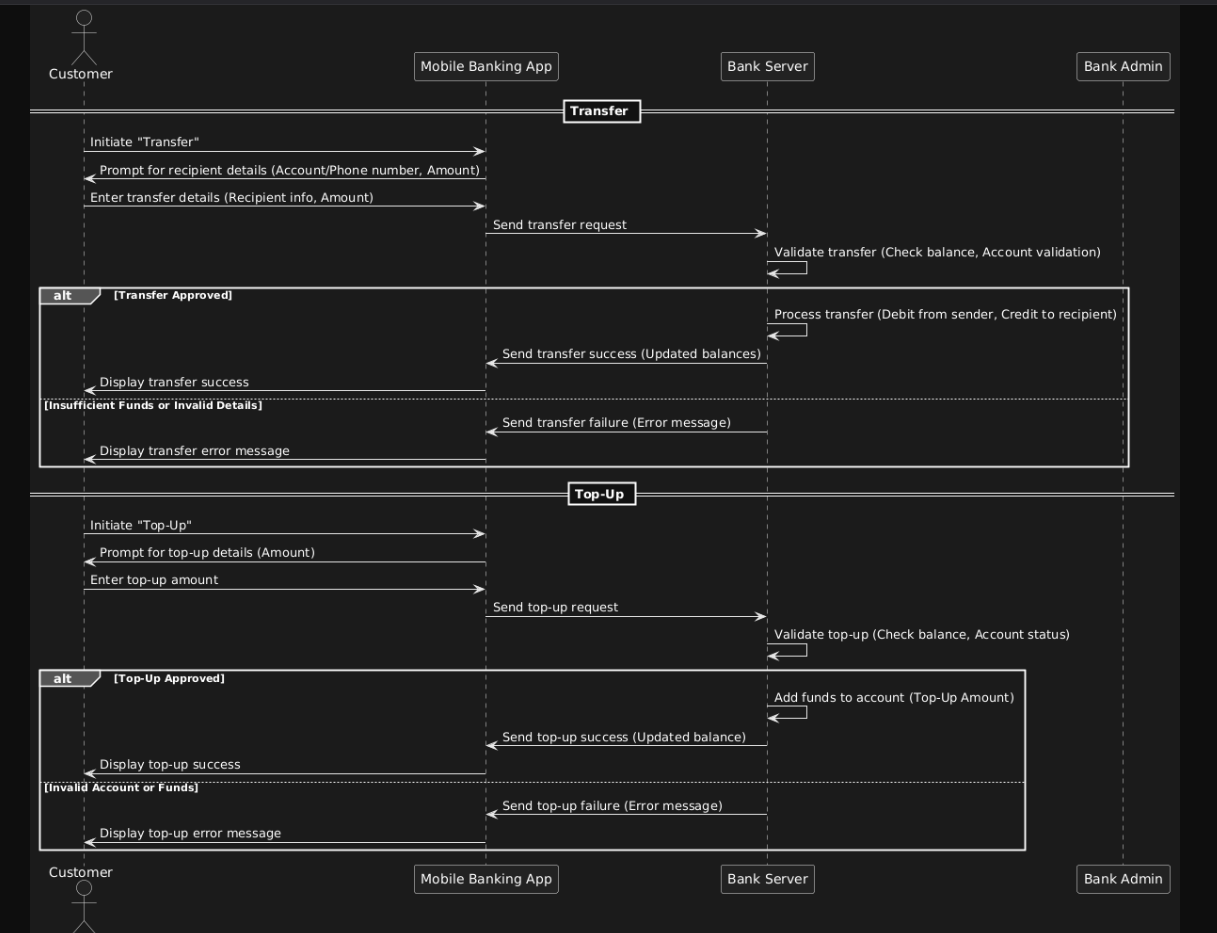 Customer
Mobile Banking App
Bank Server
Bank Admin
Transfer
Initiate "Transfer"
Prompt for recipient details (Account/Phone number, Amount)
Enter transfer details (Recipient info, Amount)
Send transfer request
Validate transfer (Check balance, Account validation)
alt
[Transfer Approved]
Process transfer (Debit from sender, Credit to recipient)
Send transfer success (Updated balances)
Display transfer success
[Insufficient Funds or Invalid Details]
Send transfer failure (Error message)
Display transfer error message
Top-Up
Initiate "Top-Up"
Prompt for top-up details (Amount)
Enter top-up amount
Send top-up request
Validate top-up (Check balance, Account status)
alt
[Top-Up Approved]
Add funds to account (Top-Up Amount)
Send top-up success (Updated balance)
Display top-up success
[Invalid Account or Funds]
Send top-up failure (Error message)
Display top-up error message
Customer
Mobile Banking App
Bank Server
Bank Admin